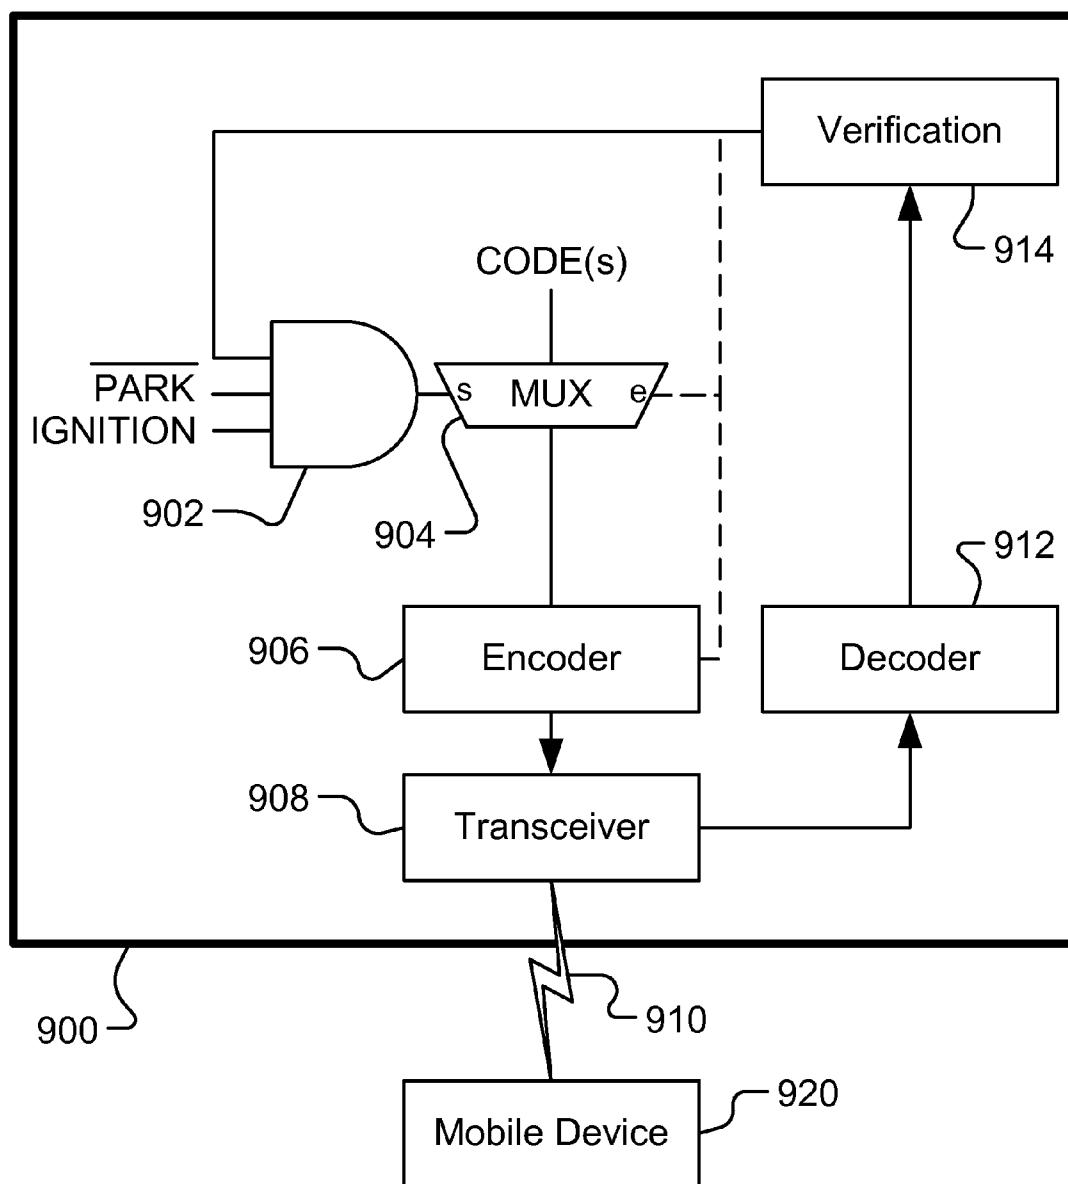 Verification
914
CODE(s)
PARK
s
MUX
e
IGNITION
902
904
912
906
Encoder
Decoder
908
Transceiver
900
910
920
Mobile Device